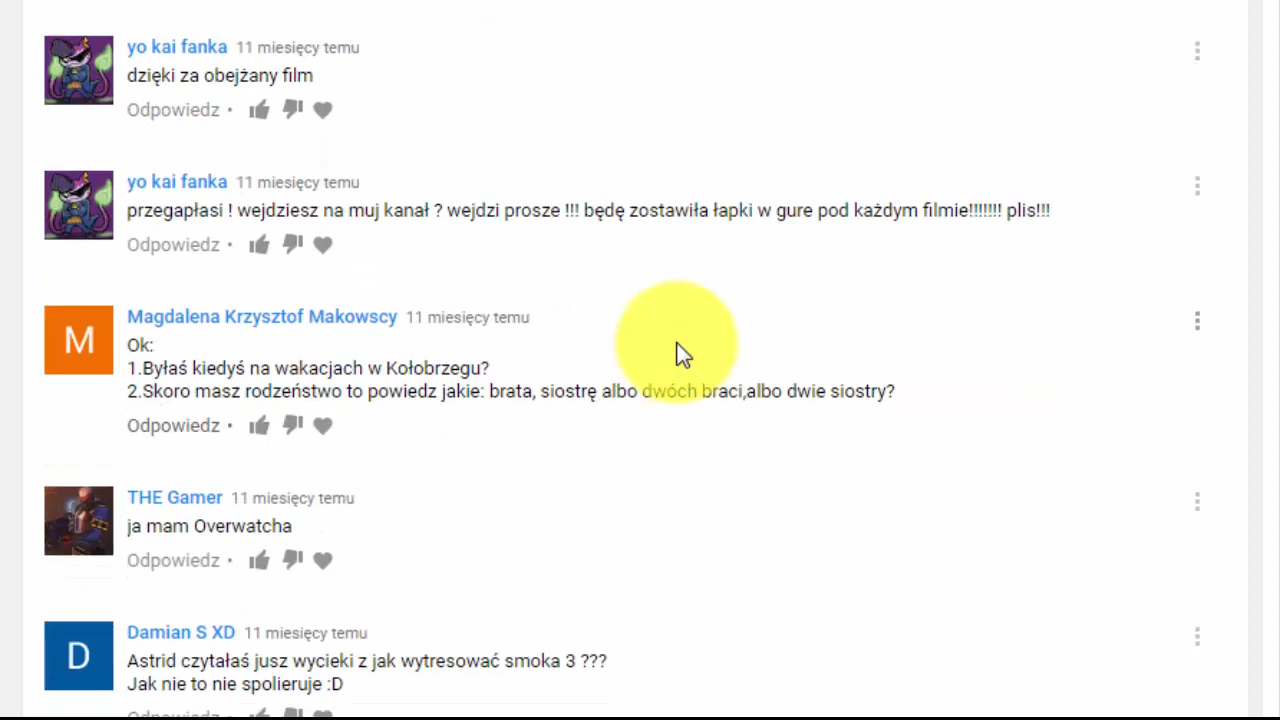 yo kai fanka 11 miesięcy temu
dzięki za obejżany film
Odpowiedz •
yo kai fanka 11 miesięcy temu
przegapłasi ! wejdziesz na muj kanał ? wejdzi prosze !!! będę zostawiła łapki w gure pod każdym filmie!!!!!!! plis!!!
Odpowiedz •
M
Magdalena Krzysztof Makowscy 11 miesięcy temu
Ok:
1.Byłaś kiedyś na wakacjach w Kołobrzegu?
2.Skoro masz rodzeństwo to powiedz jakie: brata, siostrę albo dwóch braci,albo dwie siostry?
Odpowiedz •
THE Gamer 11 miesięcy temu
ja mam Overwatcha
Odpowiedz •
D
Damian S XD 11 miesięcy temu
Astrid czytałaś jusz wycieki z jak wytresować smoka 3 ???
Jak nie to nie spolieruje :D
Odpowiedz •